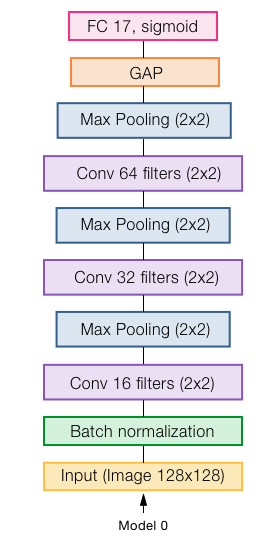 FC 17, sigmoid
GAP
Max Pooling (2x2)
Conv 64 filters (2x2)
Max Pooling (2x2)
Conv 32 filters (2x2)
Max Pooling (2x2)
Conv 16 filters (2x2)
Batch normalization
Input (Image 128x128)
Model 0